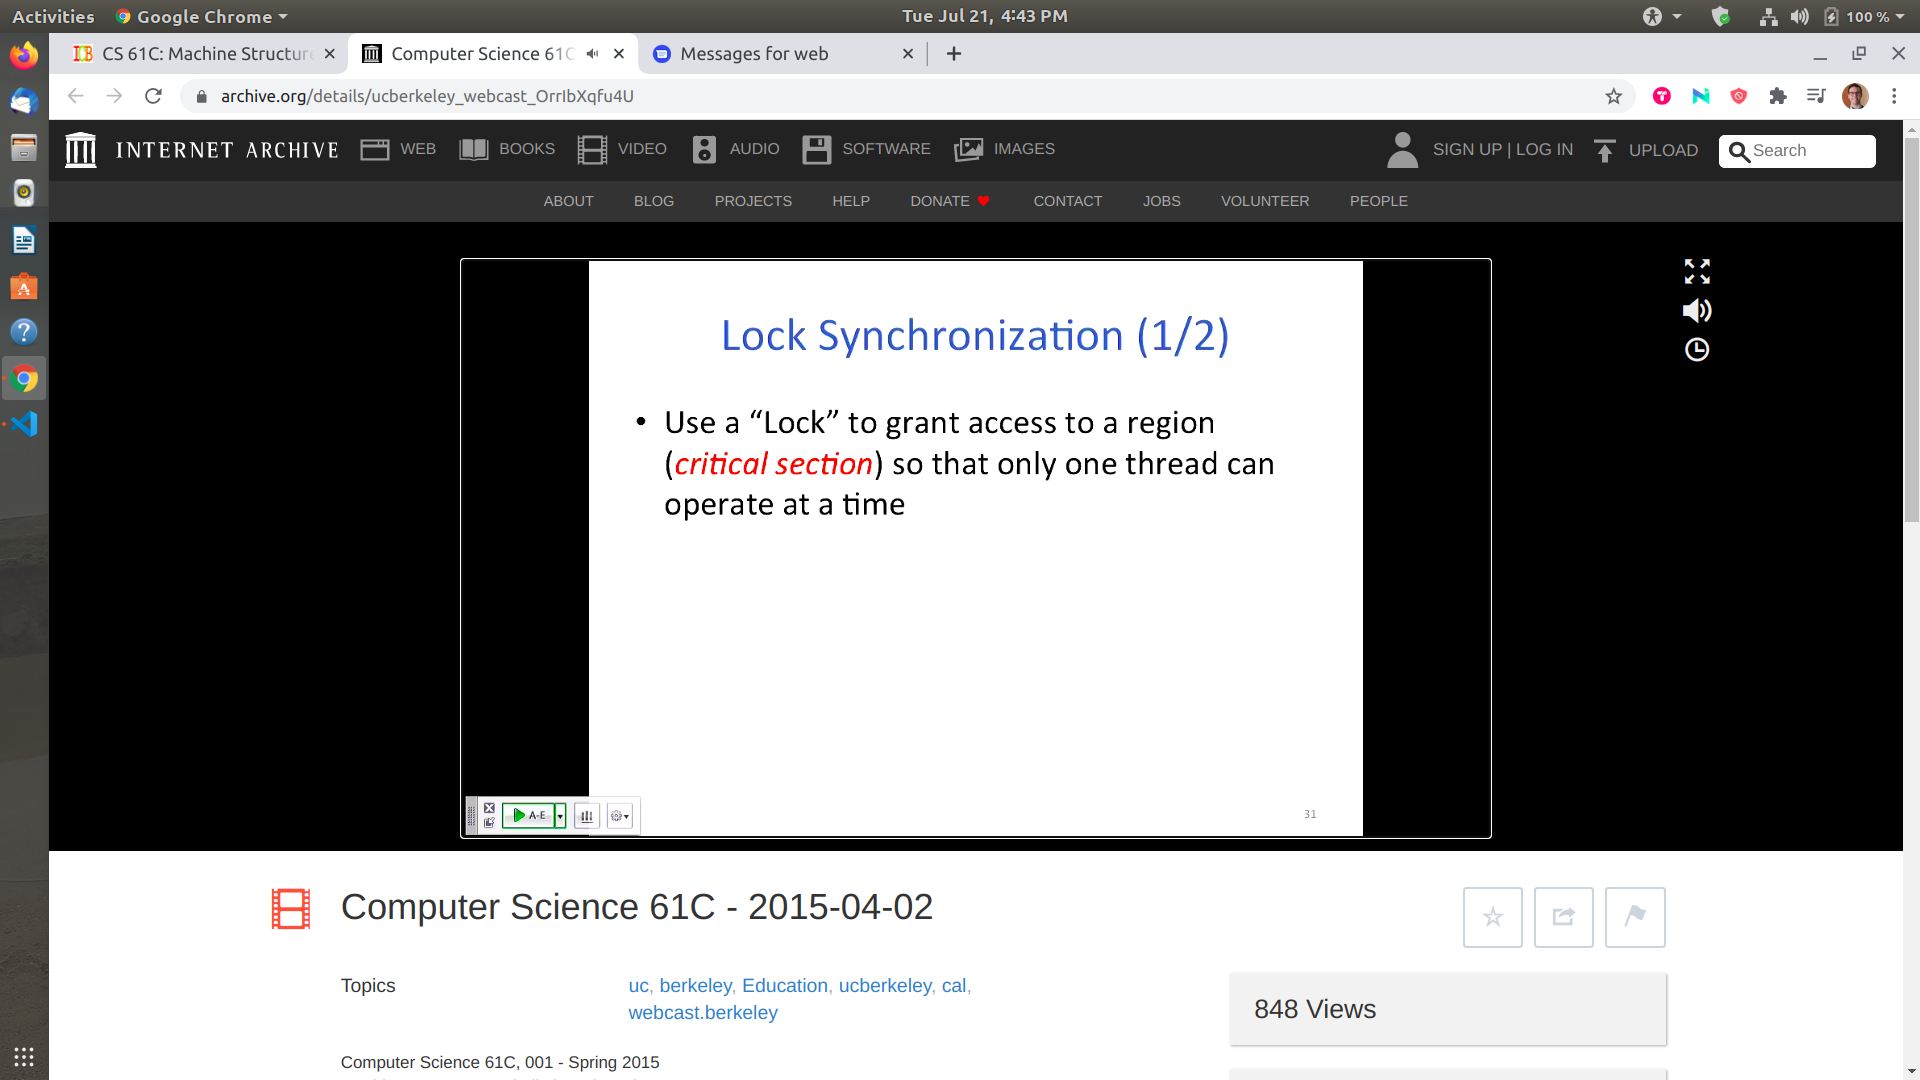 Activities
Google Chrome
Tue Jul 21, 4:43 PM
100 %
CS 61C: Machine Structure
Computer Science 61C
Messages for web
archive.org/details/ucberkeley_webcast_OrrIbXqfu4U
INTERNET ARCHIVE
WEB
BOOKS
VIDEO
AUDIO
SOFTWARE
IMAGES
SIGN UP | LOG IN
UPLOAD
Search
ABOUT
BLOG
PROJECTS
HELP
DONATE
CONTACT
JOBS
VOLUNTEER
PEOPLE
Lock Synchronization (1/2)
• Use a “Lock” to grant access to a region
(critical section) so that only one thread can
operate at a time
A-E
31
Computer Science 61C - 2015-04-02
Topics
uc, berkeley, Education, ucberkeley, cal,
webcast.berkeley
848 Views
Computer Science 61C, 001 - Spring 2015